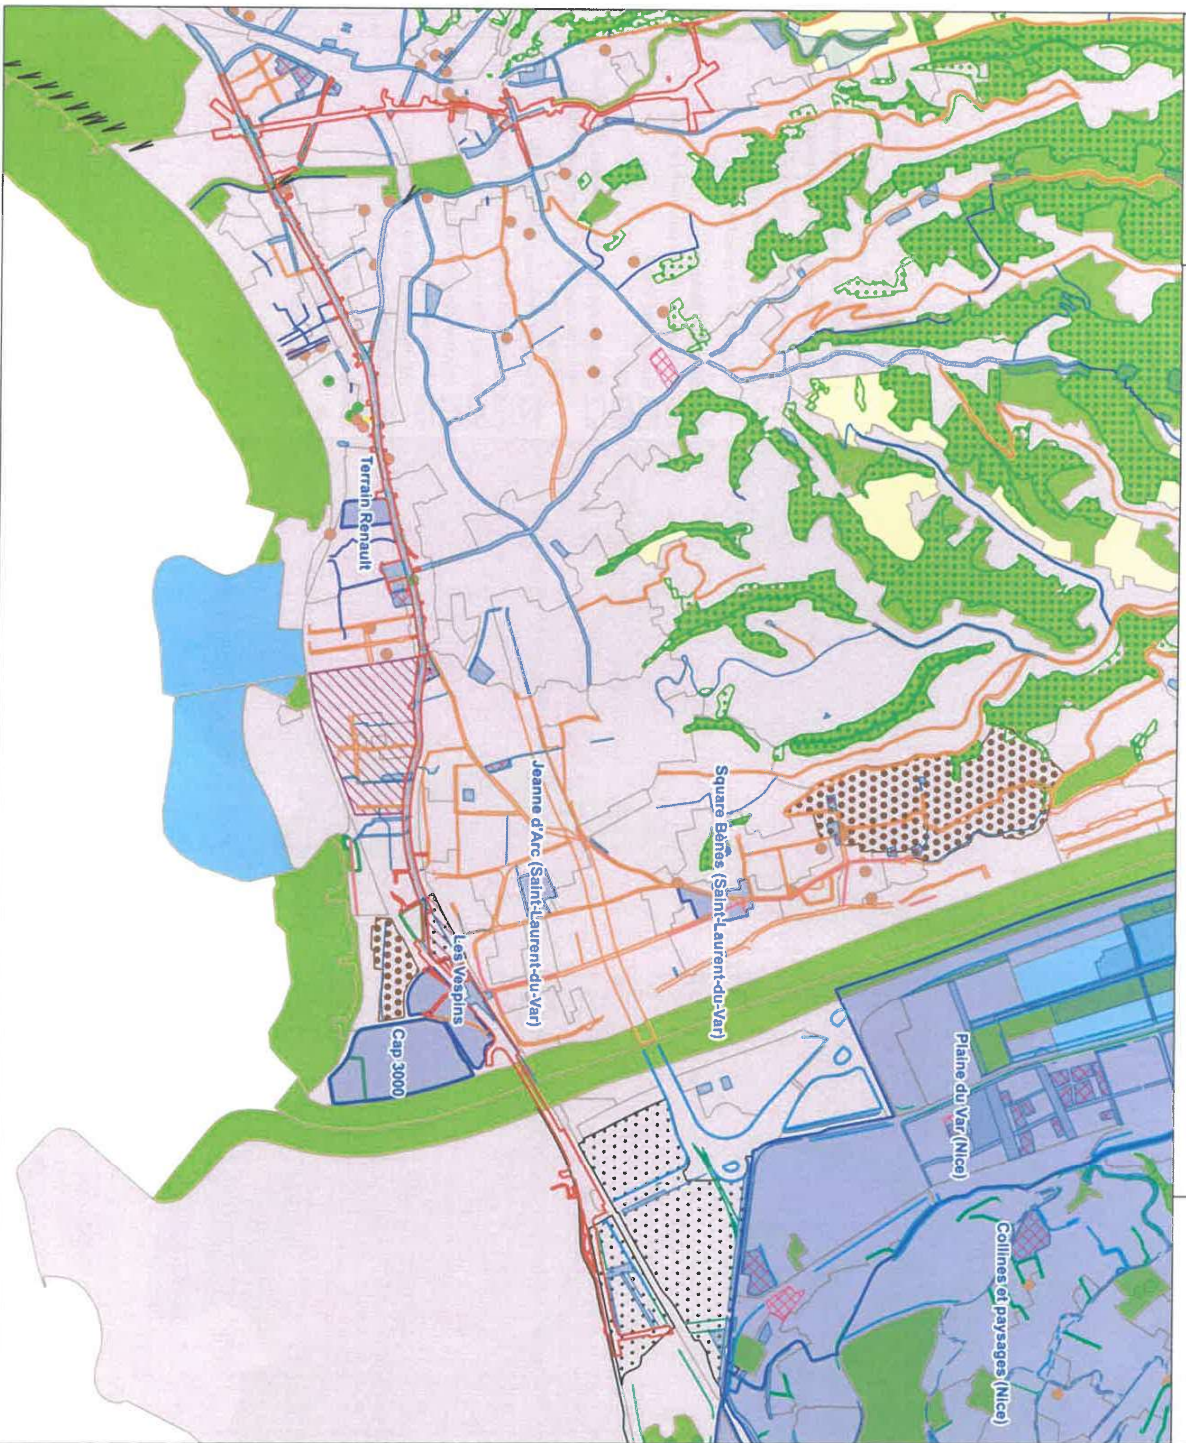 Terrain Renault
Jeanne d'Arc (Saint-Laurent-du-Var)
Square Bènès (Saint-Laurent-du-Var)
Les Vespins
Cap 3000
Plaine du Var (Nice)
Collines et paysages (Nice)